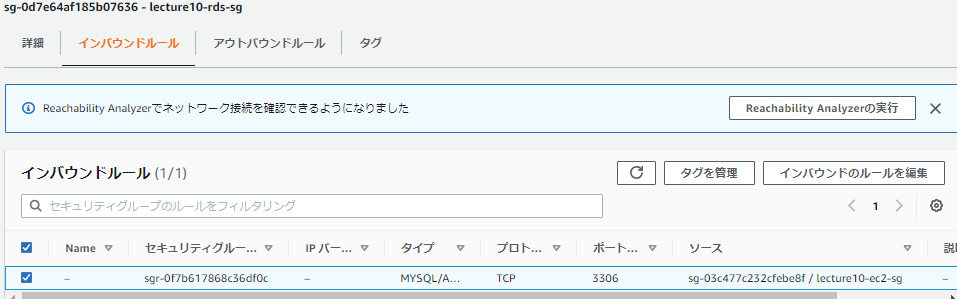 sg-0d7e64af185b07636 - lecture10-rds-sg
詳細 インバウンドルール アウトバウンドルール タグ
Reachability Analyzerでネットワーク接続を確認できるようになりました Reachability Analyzerの実行
インバウンドルール (1/1) タグを管理 インバウンドのルールを編集
セキュリティグループのルールをフィルタリング 1
Name セキュリティグルー... IP バー... タイプ プロト... ポート... ソース 説
– sgr-0f7b617868c36df0c – MYSQL/A... TCP 3306 sg-03c477c232cfebe8f / lecture10-ec2-sg –